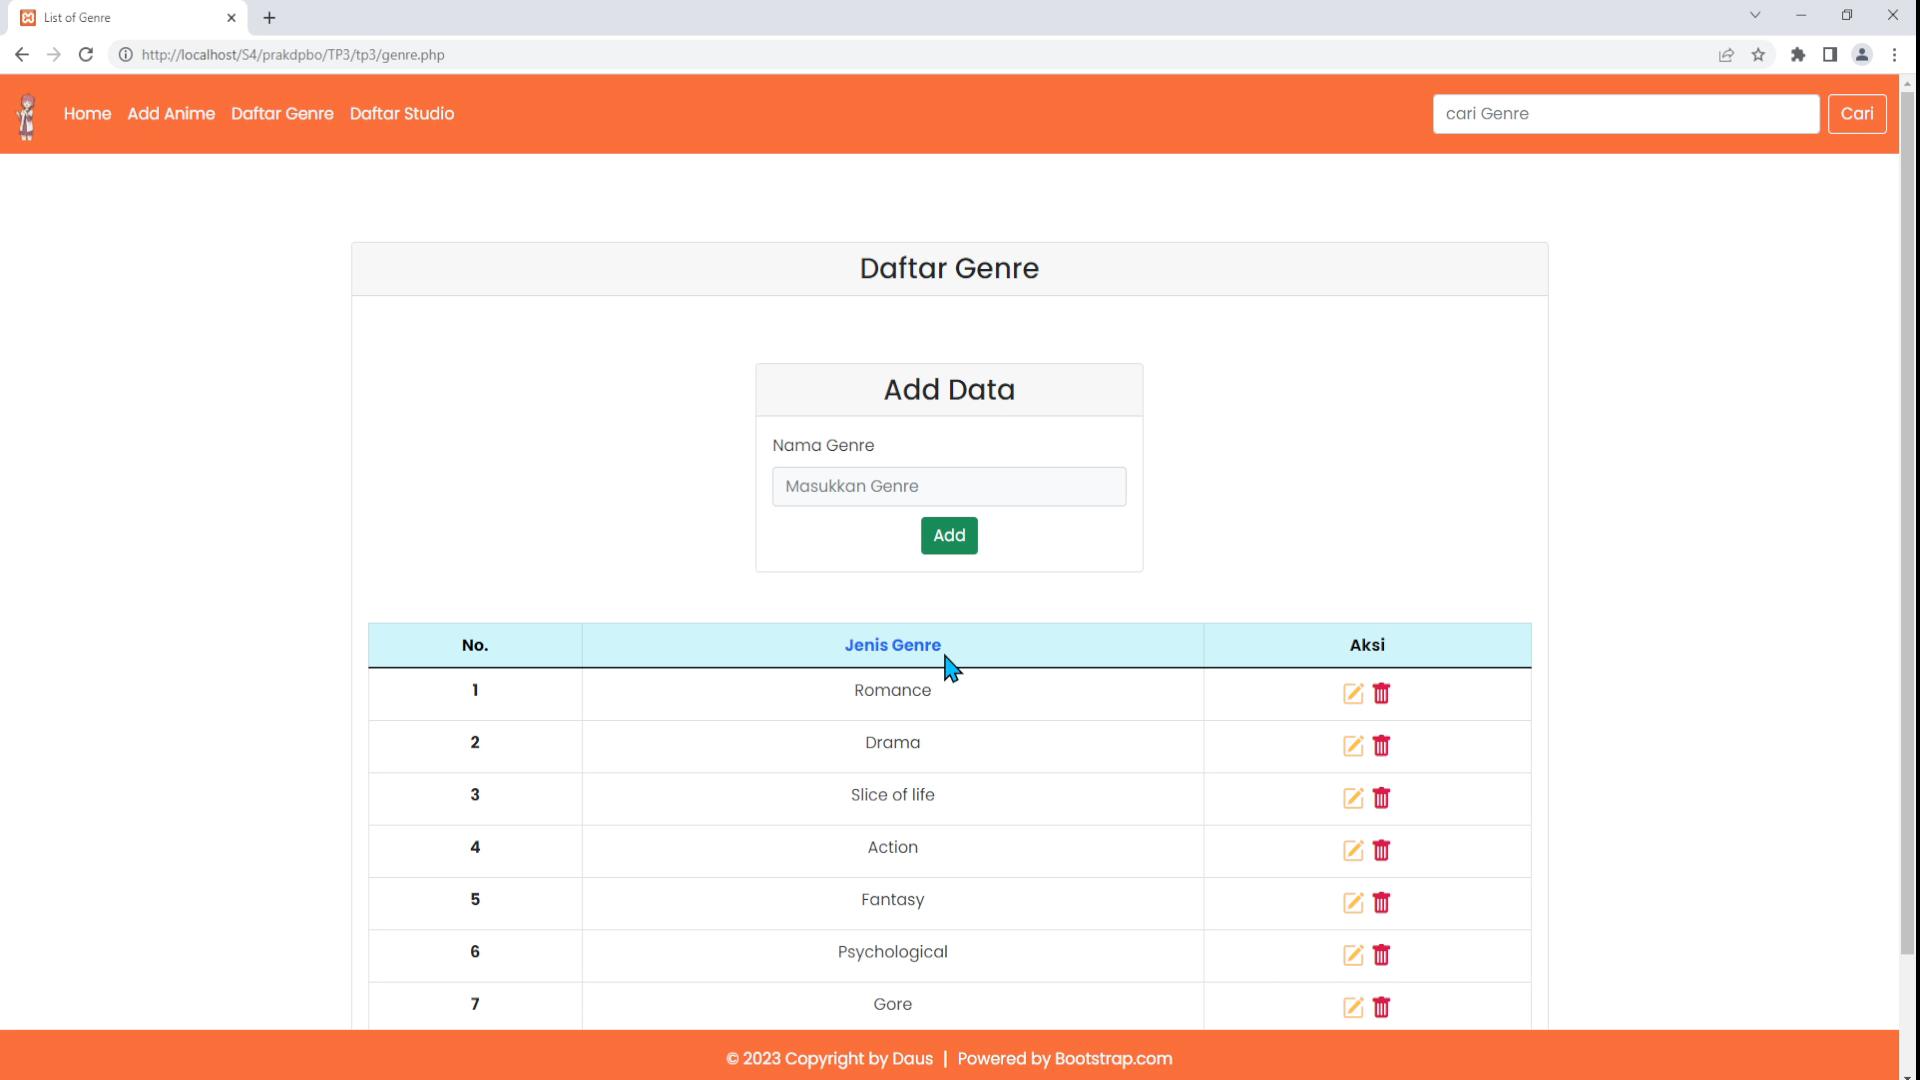 List of Genre
http://localhost/S4/prakdpbo/TP3/tp3/genre.php
Home Add Anime Daftar Genre Daftar Studio cari Genre Cari
Daftar Genre
Add Data
Nama Genre
Masukkan Genre
Add
No. Jenis Genre Aksi
1 Romance
2 Drama
3 Slice of life
4 Action
5 Fantasy
6 Psychological
7 Gore
© 2023 Copyright by Daus | Powered by Bootstrap.com